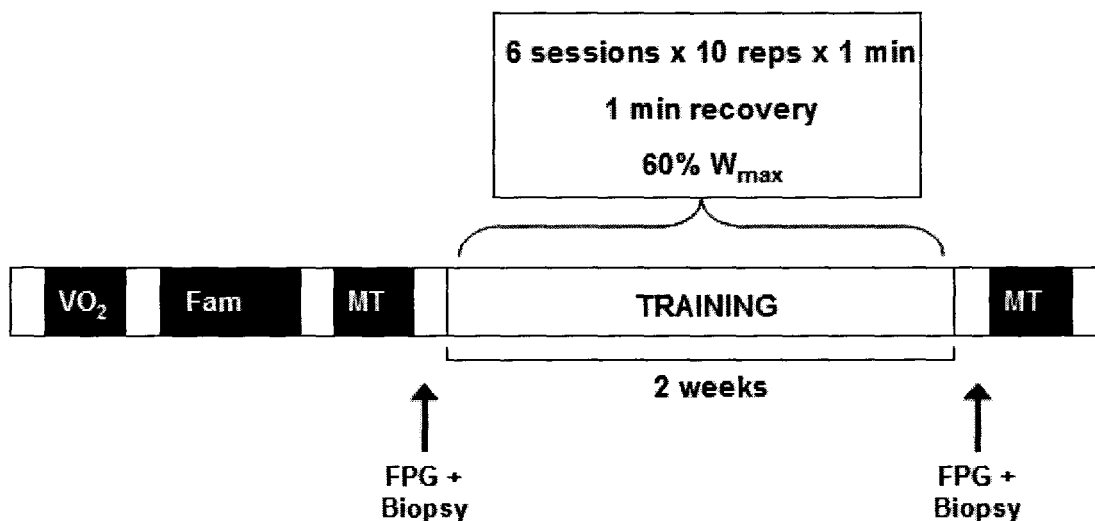 6 sessions x 10 reps x 1 min
1 min recovery
60% Wmax
VO2
Fam
MT
TRAINING
MT
2 weeks
FPG +
Biopsy
FPG +
Biopsy